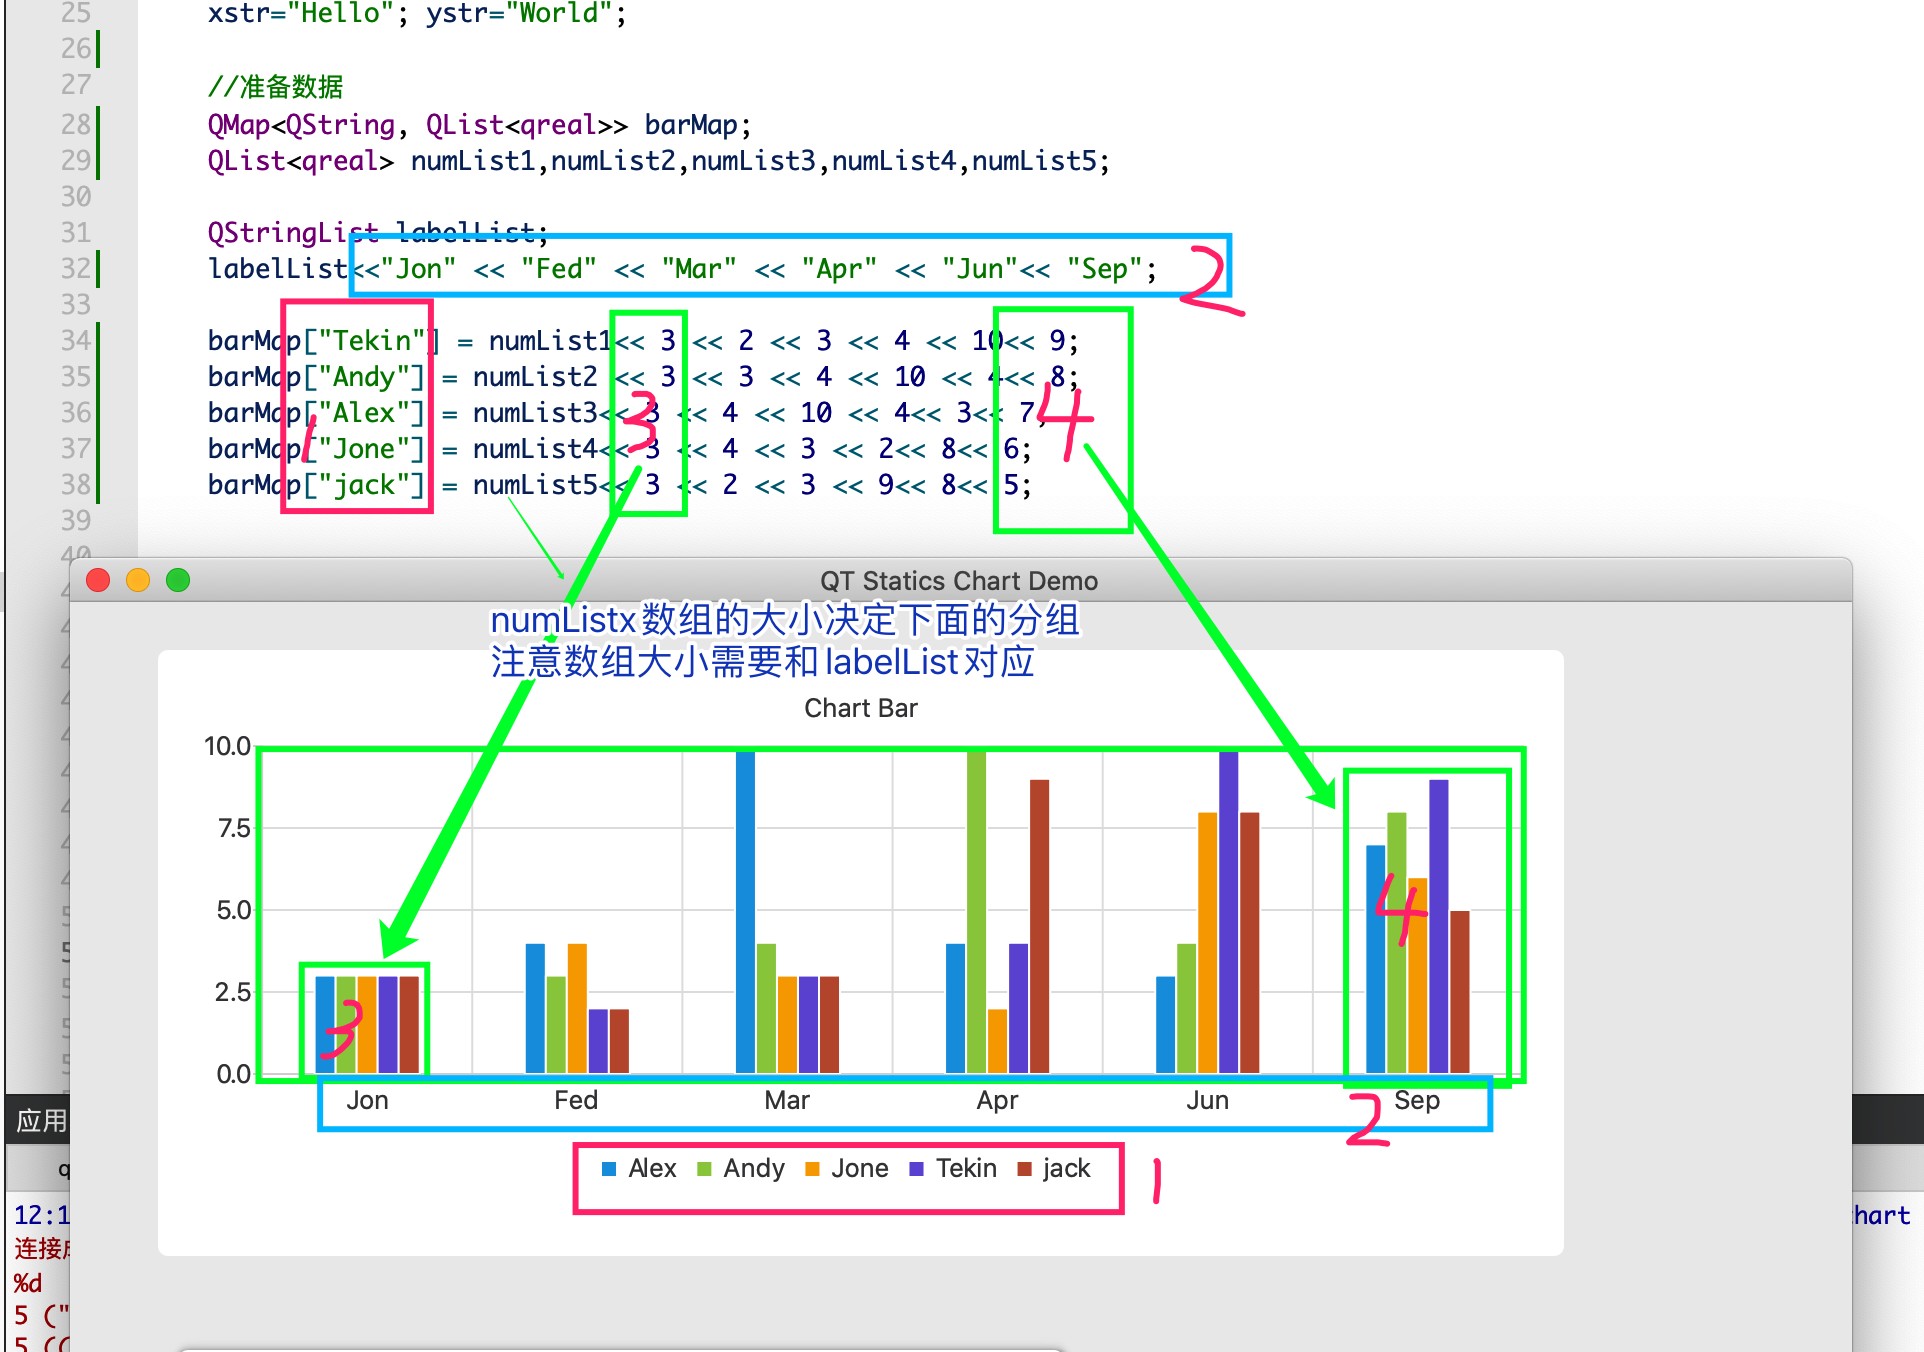 25 xstr="Hello"; ystr="World";
26
27 //准备数据
28 QMap<QString, QList<qreal>> barMap;
29 QList<qreal> numList1,numList2,numList3,numList4,numList5;
30
31 QStringList labelList;
32 labelList<<"Jon" << "Fed" << "Mar" << "Apr" << "Jun"<< "Sep"; 2
33
34 barMap["Tekin"] = numList1<< 3 << 2 << 3 << 4 << 10<< 9;
35 barMap["Andy"] = numList2 << 3 << 3 << 4 << 10 << 4<< 8;
36 barMap["Alex"] = numList3<< 3 << 4 << 10 << 4<< 3<< 7;
37 barMap["Jone"] = numList4<< 3 << 4 << 3 << 2<< 8<< 6;
38 barMap["jack"] = numList5<< 3 << 2 << 3 << 9<< 8<< 5;
1 3 4
39
40
QT Statics Chart Demo
numListx数组的大小决定下面的分组
注意数组大小需要和labelList对应
Chart Bar
10.0
7.5
5.0
2.5
0.0
3 4
Jon Fed Mar Apr Jun Sep
2
Alex Andy Jone Tekin jack 1
应用
q
12:1
chart
连接
%d
5 ("
5 ((